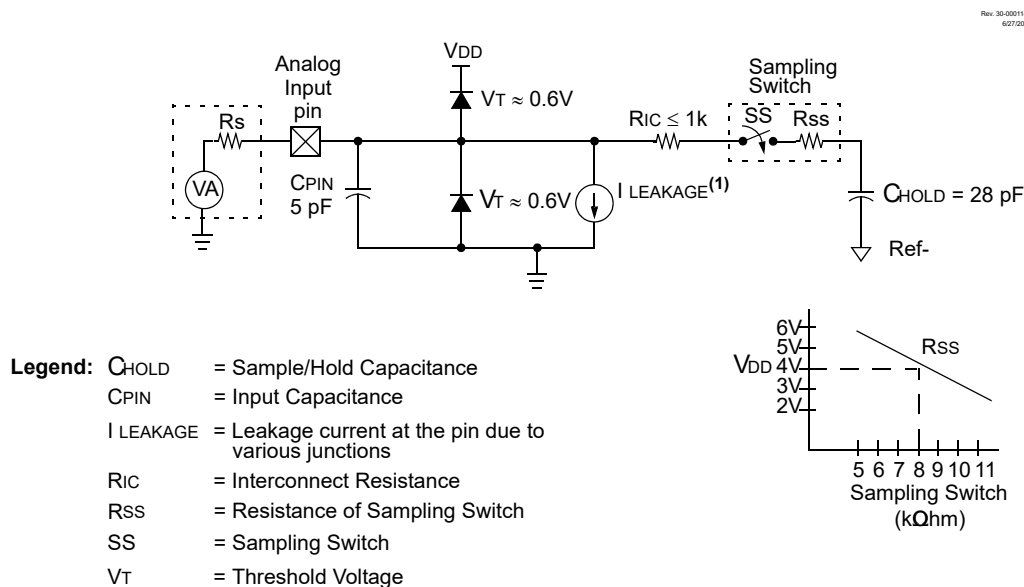 Rev. 30-00011
6/27/20
VDD
Analog
Input
pin
VT ≈ 0.6V
Sampling
Switch
Rs
RIC ≤ 1k
SS
Rss
VA
CPIN
5 pF
VT ≈ 0.6V
I LEAKAGE(1)
CHOLD = 28 pF
Ref-
Legend: CHOLD = Sample/Hold Capacitance
CPIN = Input Capacitance
I LEAKAGE = Leakage current at the pin due to
various junctions
RIC = Interconnect Resistance
RSS = Resistance of Sampling Switch
SS = Sampling Switch
VT = Threshold Voltage
6V
5V
VDD 4V
3V
2V
RSS
5 6 7 8 9 10 11
Sampling Switch
(kΩhm)